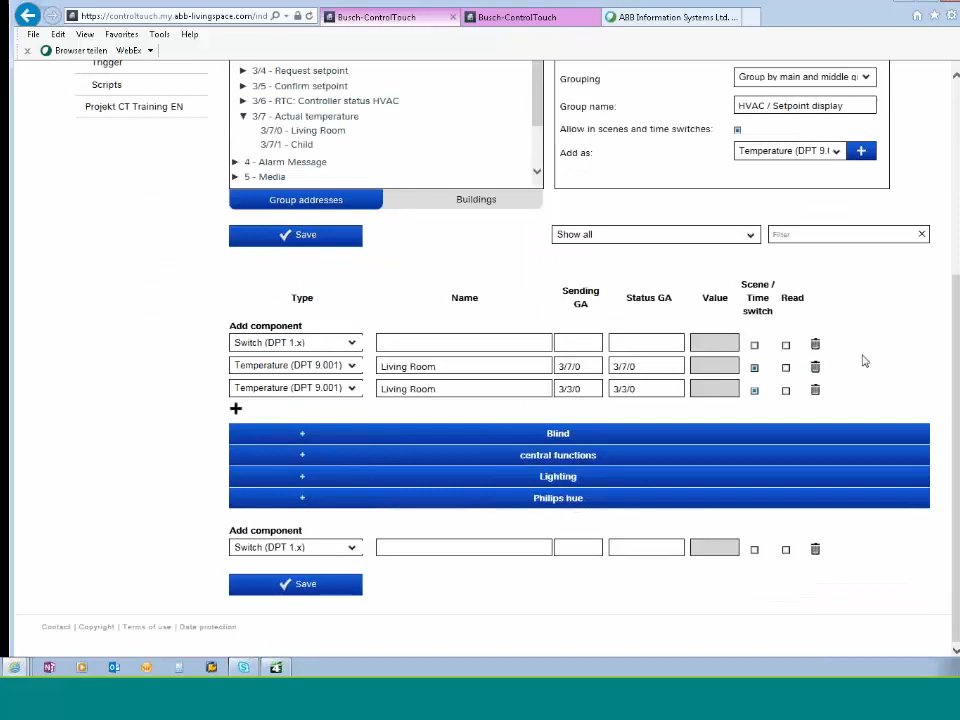 https://controltouch.my.abb-livingspace.com/ind
Busch-ControlTouch
Busch-ControlTouch
ABB Information Systems Ltd. ...
File Edit View Favorites Tools Help
x Browser teilen WebEx
Trigger
Scripts
Projekt CT Training EN
3/4 - Request setpoint
3/5 - Confirm setpoint
3/6 - RTC: Controller status HVAC
3/7 - Actual temperature
3/7/0 - Living Room
3/7/1 - Child
4 - Alarm Message
5 - Media
Group addresses
Buildings
Grouping
Group by main and middle g
Group name:
HVAC / Setpoint display
Allow in scenes and time switches:
Add as:
Temperature (DPT 9.(
+
Save
Show all
Filter
Type
Name
Sending GA
Status GA
Value
Scene / Time switch
Read
Add component
Switch (DPT 1.x)
Temperature (DPT 9.001) Living Room 3/7/0 3/7/0
Temperature (DPT 9.001) Living Room 3/3/0 3/3/0
+
+ Blind
+ central functions
+ Lighting
+ Philips hue
Add component
Switch (DPT 1.x)
Save
Contact | Copyright | Terms of use | Data protection